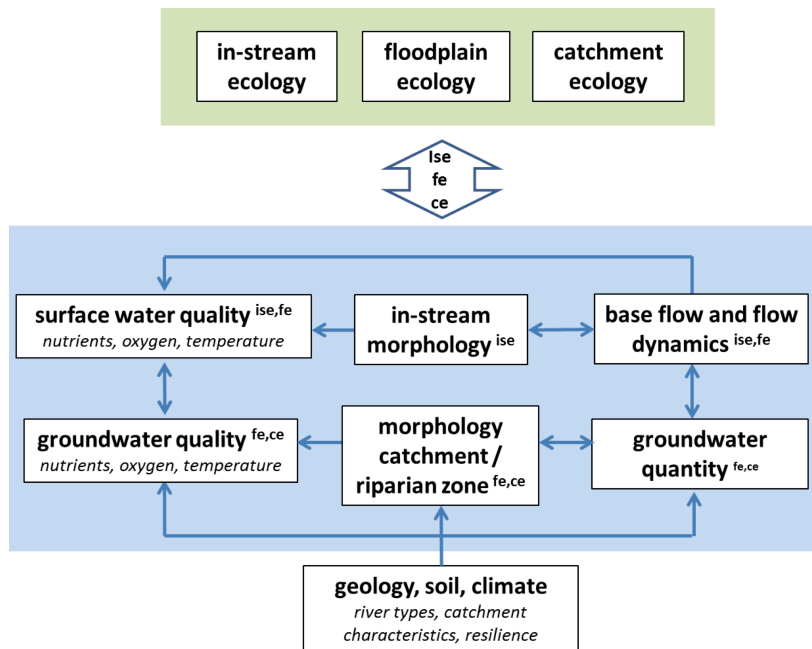 in-stream
ecology
floodplain
ecology
catchment
ecology
Ise
fe
ce
surface water quality ise,fe
nutrients, oxygen, temperature
in-stream
morphology ise
base flow and flow
dynamics ise,fe
groundwater quality fe,ce
nutrients, oxygen, temperature
morphology
catchment /
riparian zone fe,ce
groundwater
quantity fe,ce
geology, soil, climate
river types, catchment
characteristics, resilience